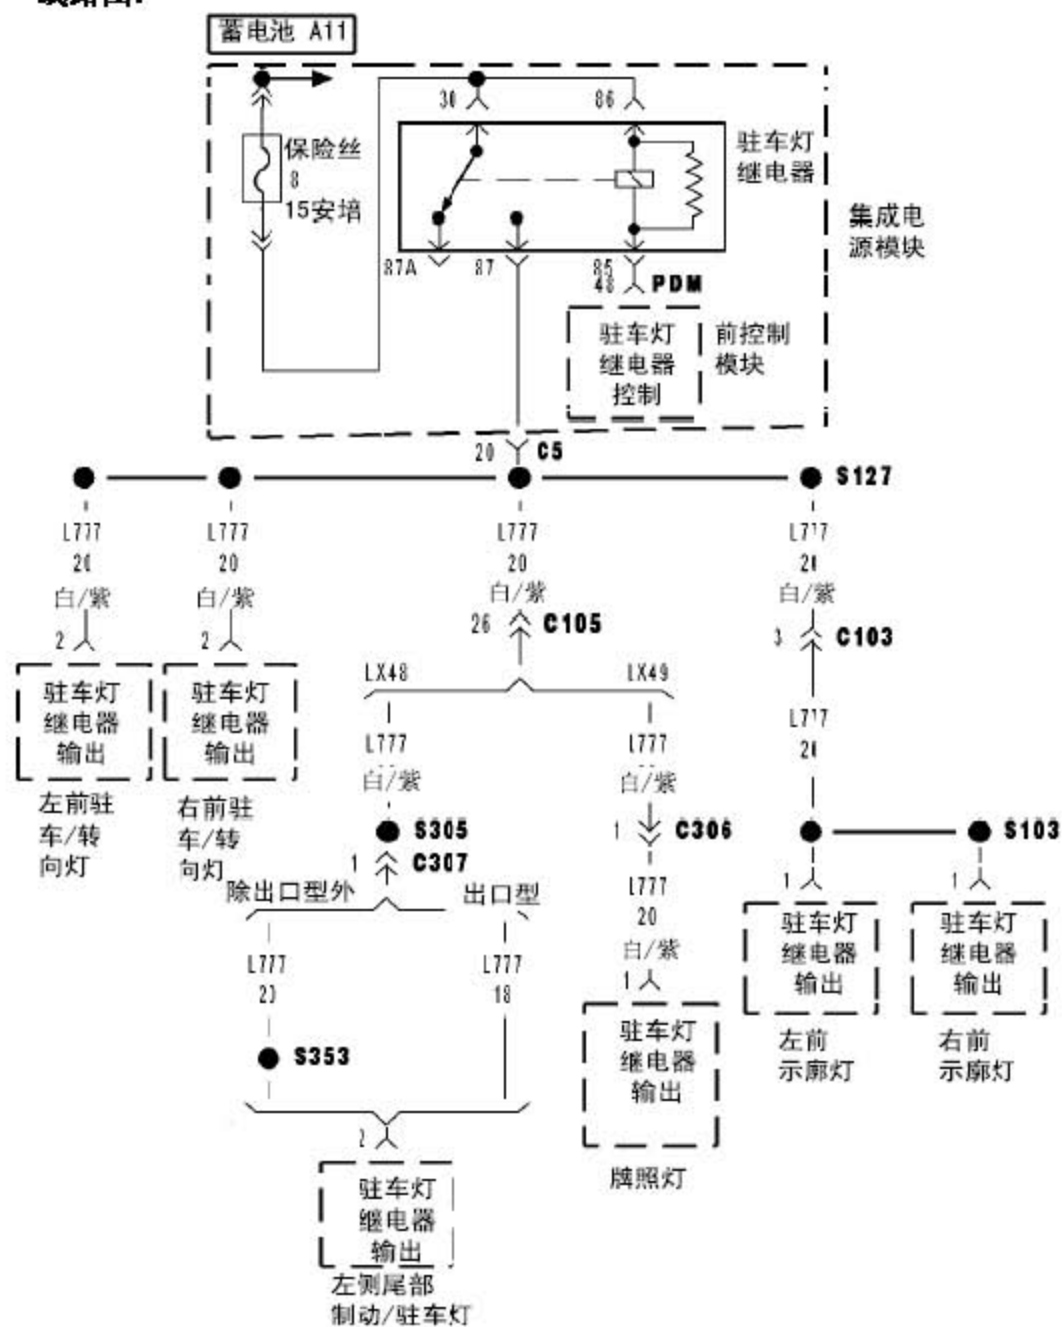 蓄电池 A11
30
86
保险丝
8
15安培
驻车灯
继电器
集成电
源模块
87A
87
85
48
PDM
驻车灯
继电器
控制
前控制
模块
20
C5
S127
L777
20
白/紫
2
L777
20
白/紫
2
L777
20
白/紫
26
C105
L777
20
白/紫
3
C103
驻车灯
继电器
输出
左前驻
车/转
向灯
驻车灯
继电器
输出
右前驻
车/转
向灯
LX48
LX49
L777
白/紫
S305
1
C307
L777
白/紫
1
C306
L777
20
除出口型外
出口型
L777
20
S353
L777
18
L777
20
白/紫
1
S103
1
1
驻车灯
继电器
输出
左前
示廓灯
驻车灯
继电器
输出
右前
示廓灯
驻车灯
继电器
输出
牌照灯
2
驻车灯
继电器
输出
左侧尾部
制动/驻车灯